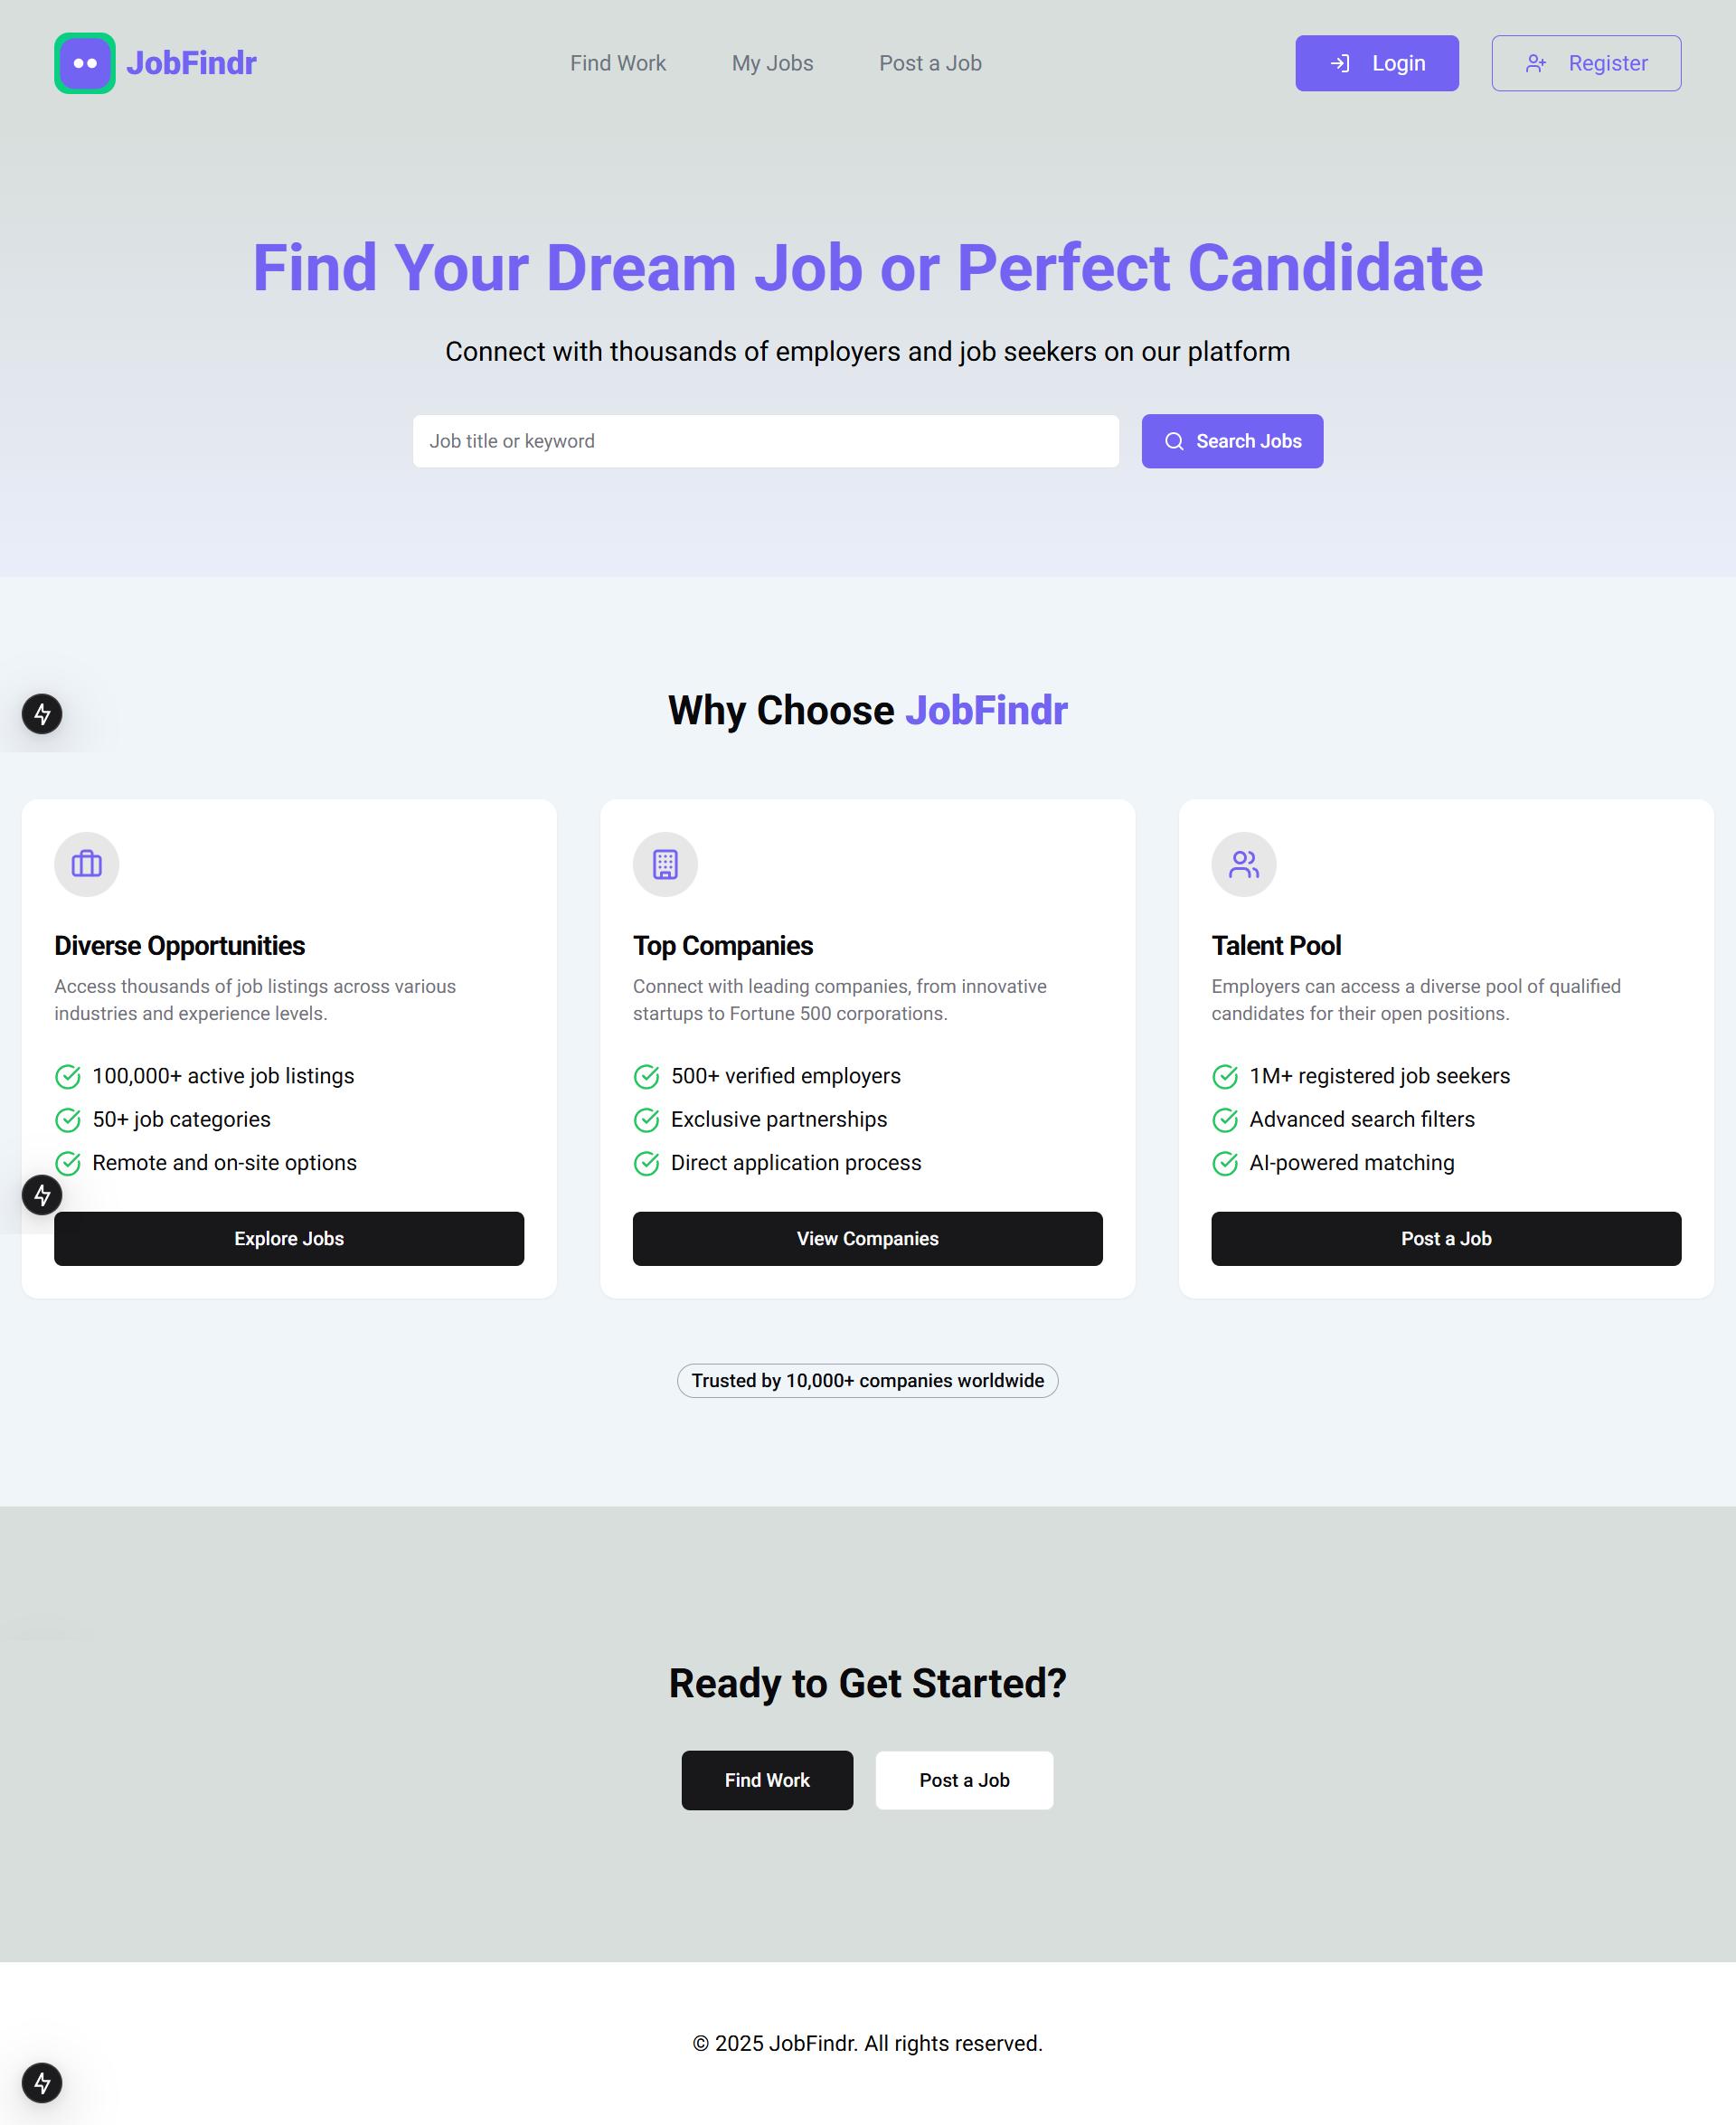 JobFindr
Find Work
My Jobs
Post a Job
Login
Register
Find Your Dream Job or Perfect Candidate
Connect with thousands of employers and job seekers on our platform
Job title or keyword
Search Jobs
Why Choose JobFindr
Diverse Opportunities
Access thousands of job listings across various
industries and experience levels.
100,000+ active job listings
50+ job categories
Remote and on-site options
Explore Jobs
Top Companies
Connect with leading companies, from innovative
startups to Fortune 500 corporations.
500+ verified employers
Exclusive partnerships
Direct application process
View Companies
Talent Pool
Employers can access a diverse pool of qualified
candidates for their open positions.
1M+ registered job seekers
Advanced search filters
AI-powered matching
Post a Job
Trusted by 10,000+ companies worldwide
Ready to Get Started?
Find Work
Post a Job
© 2025 JobFindr. All rights reserved.